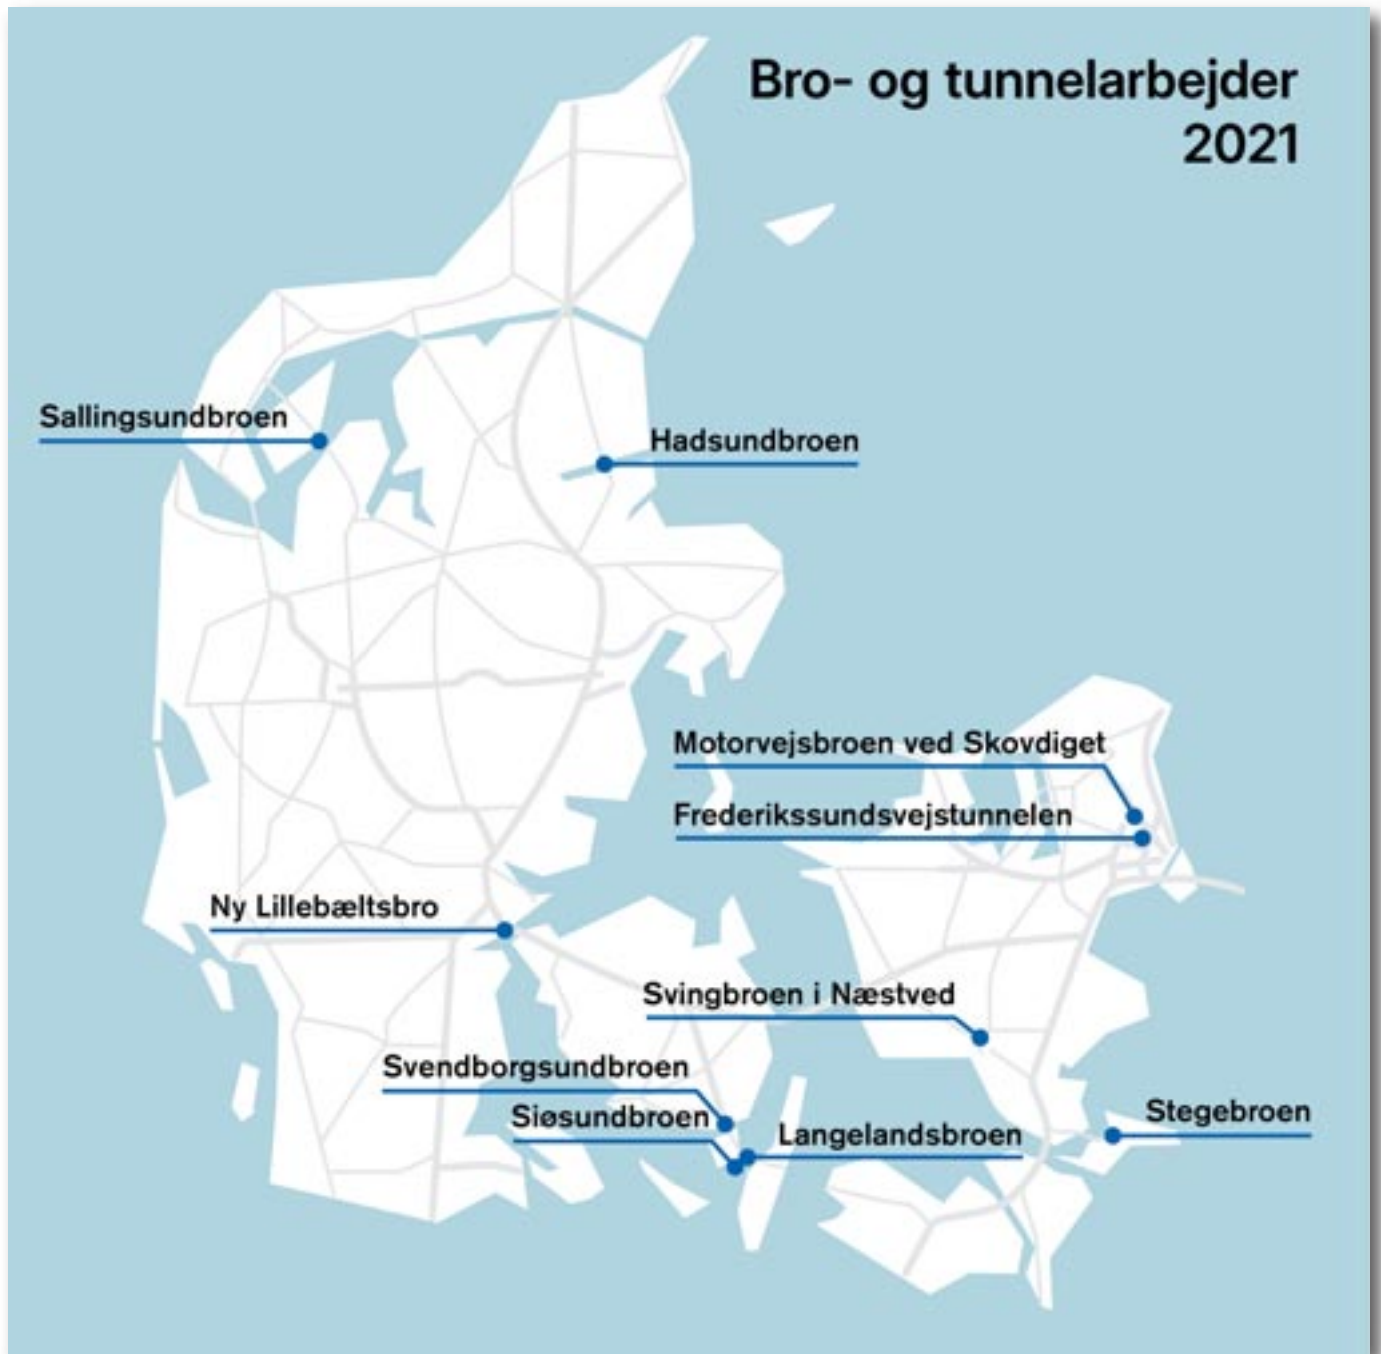 Bro- og tunnelarbejder
2021
Sallingsundbroen
Hadsundbroen
Motorvejsbroen ved Skovdiget
Frederikssundsvejstunnelen
Ny Lillebæltsbro
Svingbroen i Næstved
Svendborgsundbroen
Siøsundbroen
Langelandsbroen
Stegebroen